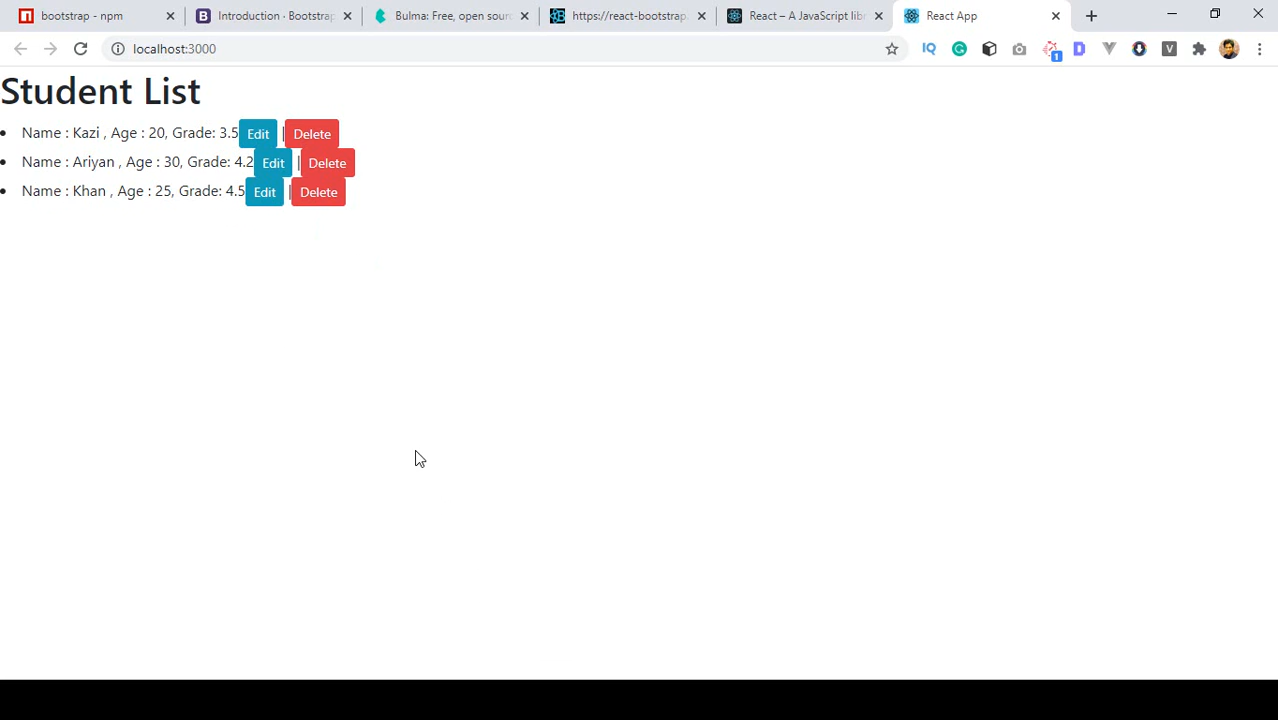 bootstrap - npm
Introduction · Bootstrap
Bulma: Free, open sour
https://react-bootstrap.
React – A JavaScript libr
React App
localhost:3000
IQ
G
1
D
V
Student List
Name : Kazi , Age : 20, Grade: 3.5 Edit | Delete
Name : Ariyan , Age : 30, Grade: 4.2 Edit | Delete
Name : Khan , Age : 25, Grade: 4.5 Edit | Delete